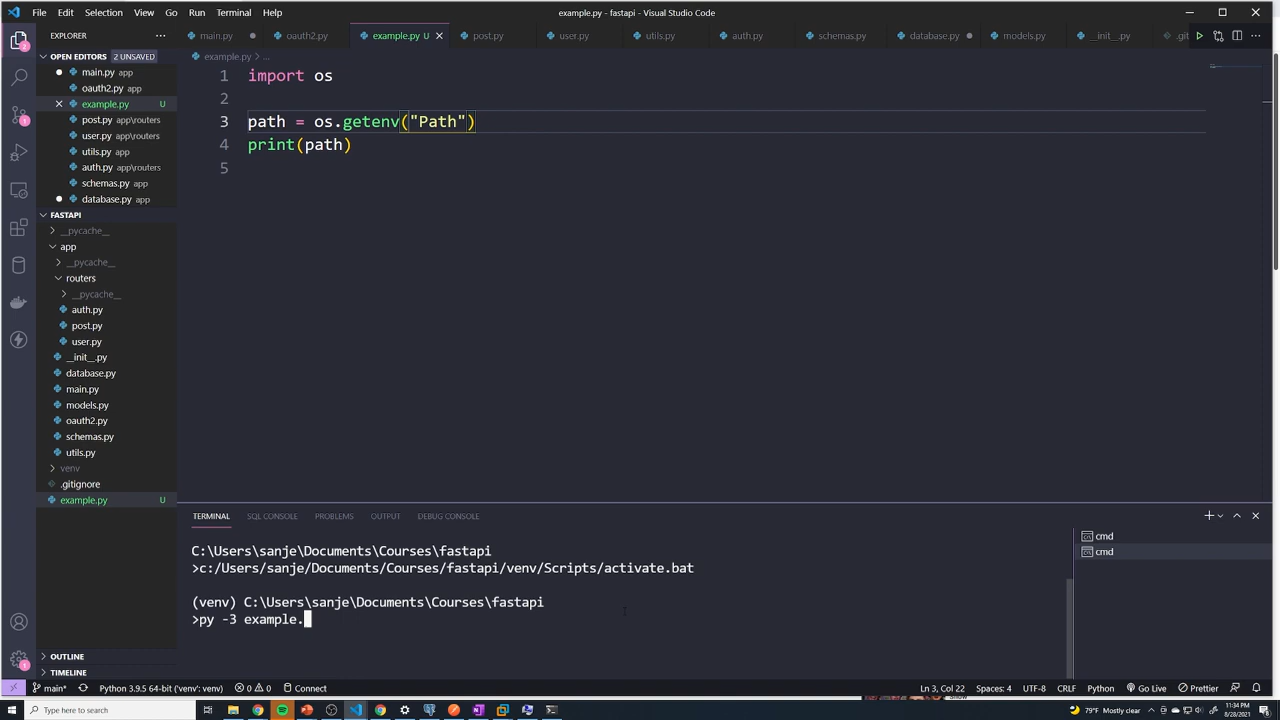 File Edit Selection View Go Run Terminal Help
example.py - fastapi - Visual Studio Code
EXPLORER
main.py
oauth2.py
example.py U
post.py
user.py
utils.py
auth.py
schemas.py
database.py
models.py
__init__.py
.git
OPEN EDITORS 2 UNSAVED
main.py app
oauth2.py app
example.py U
post.py app\routers
user.py app\routers
utils.py app
auth.py app\routers
schemas.py app
database.py app
FASTAPI
__pycache__
app
__pycache__
routers
__pycache__
auth.py
post.py
user.py
__init__.py
database.py
main.py
models.py
oauth2.py
schemas.py
utils.py
venv
.gitignore
example.py U
OUTLINE
TIMELINE
example.py > ...
1 import os
2
3 path = os.getenv("Path")
4 print(path)
5
TERMINAL SQL CONSOLE PROBLEMS OUTPUT DEBUG CONSOLE
C:\Users\sanje\Documents\Courses\fastapi
>c:/Users/sanje/Documents/Courses/fastapi/venv/Scripts/activate.bat
(venv) C:\Users\sanje\Documents\Courses\fastapi
>py -3 example.
cmd
cmd
main* Python 3.9.5 64-bit ('venv': venv) 0 0 Connect
Ln 3, Col 22 Spaces: 4 UTF-8 CRLF Python Go Live Prettier
Type here to search
79°F Mostly clear
11:34 PM
8/28/2021